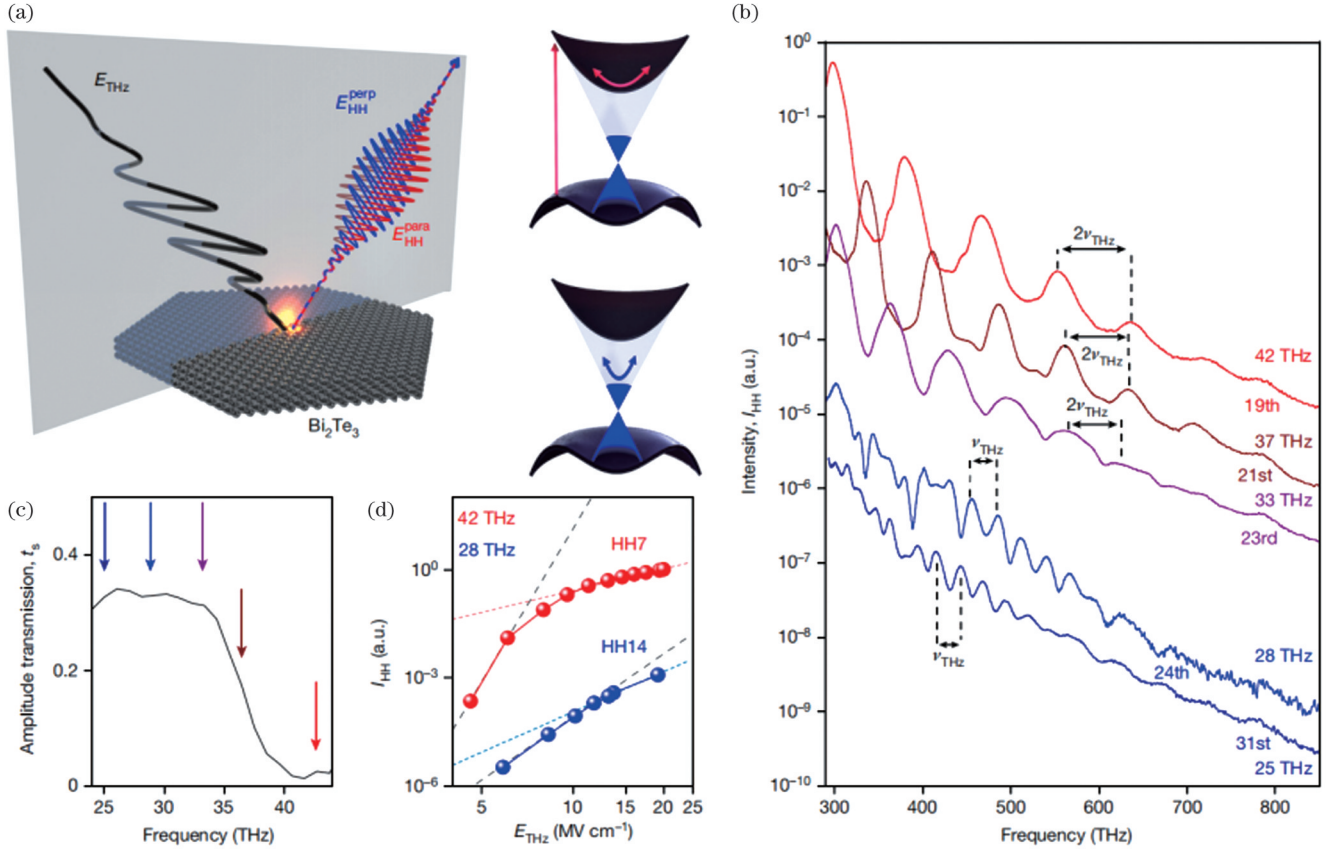 (a)
E_THz
E_HH^perp
E_HH^para
Bi₂Te₃
(b)
10⁰
10⁻¹
10⁻²
10⁻³
10⁻⁴
10⁻⁵
10⁻⁶
10⁻⁷
10⁻⁸
10⁻⁹
10⁻¹⁰
Intensity, I_HH (a.u.)
2ν_THz
2ν_THz
2ν_THz
ν_THz
ν_THz
42 THz
19th
37 THz
21st
33 THz
23rd
28 THz
24th
31st
25 THz
300 400 500 600 700 800
Frequency (THz)
(c)
Amplitude transmission, t_s
0.4
0.2
0
25 30 35 40
Frequency (THz)
(d)
42 THz
28 THz
HH7
HH14
I_HH (a.u.)
10⁰
10⁻³
10⁻⁶
5 10 15 20 25
E_THz (MV cm⁻¹)